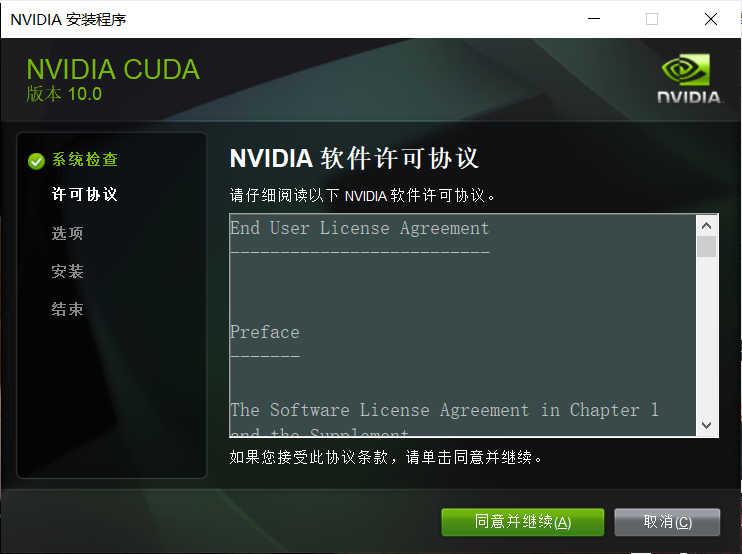 NVIDIA 安装程序
NVIDIA CUDA
版本 10.0
NVIDIA.
系统检查
许可协议
选项
安装
结束
NVIDIA 软件许可协议
请仔细阅读以下 NVIDIA 软件许可协议。
End User License Agreement
--------------------------
Preface
-------
The Software License Agreement in Chapter 1
and the Supplement
如果您接受此协议条款，请单击同意并继续。
同意并继续(A)
取消(C)